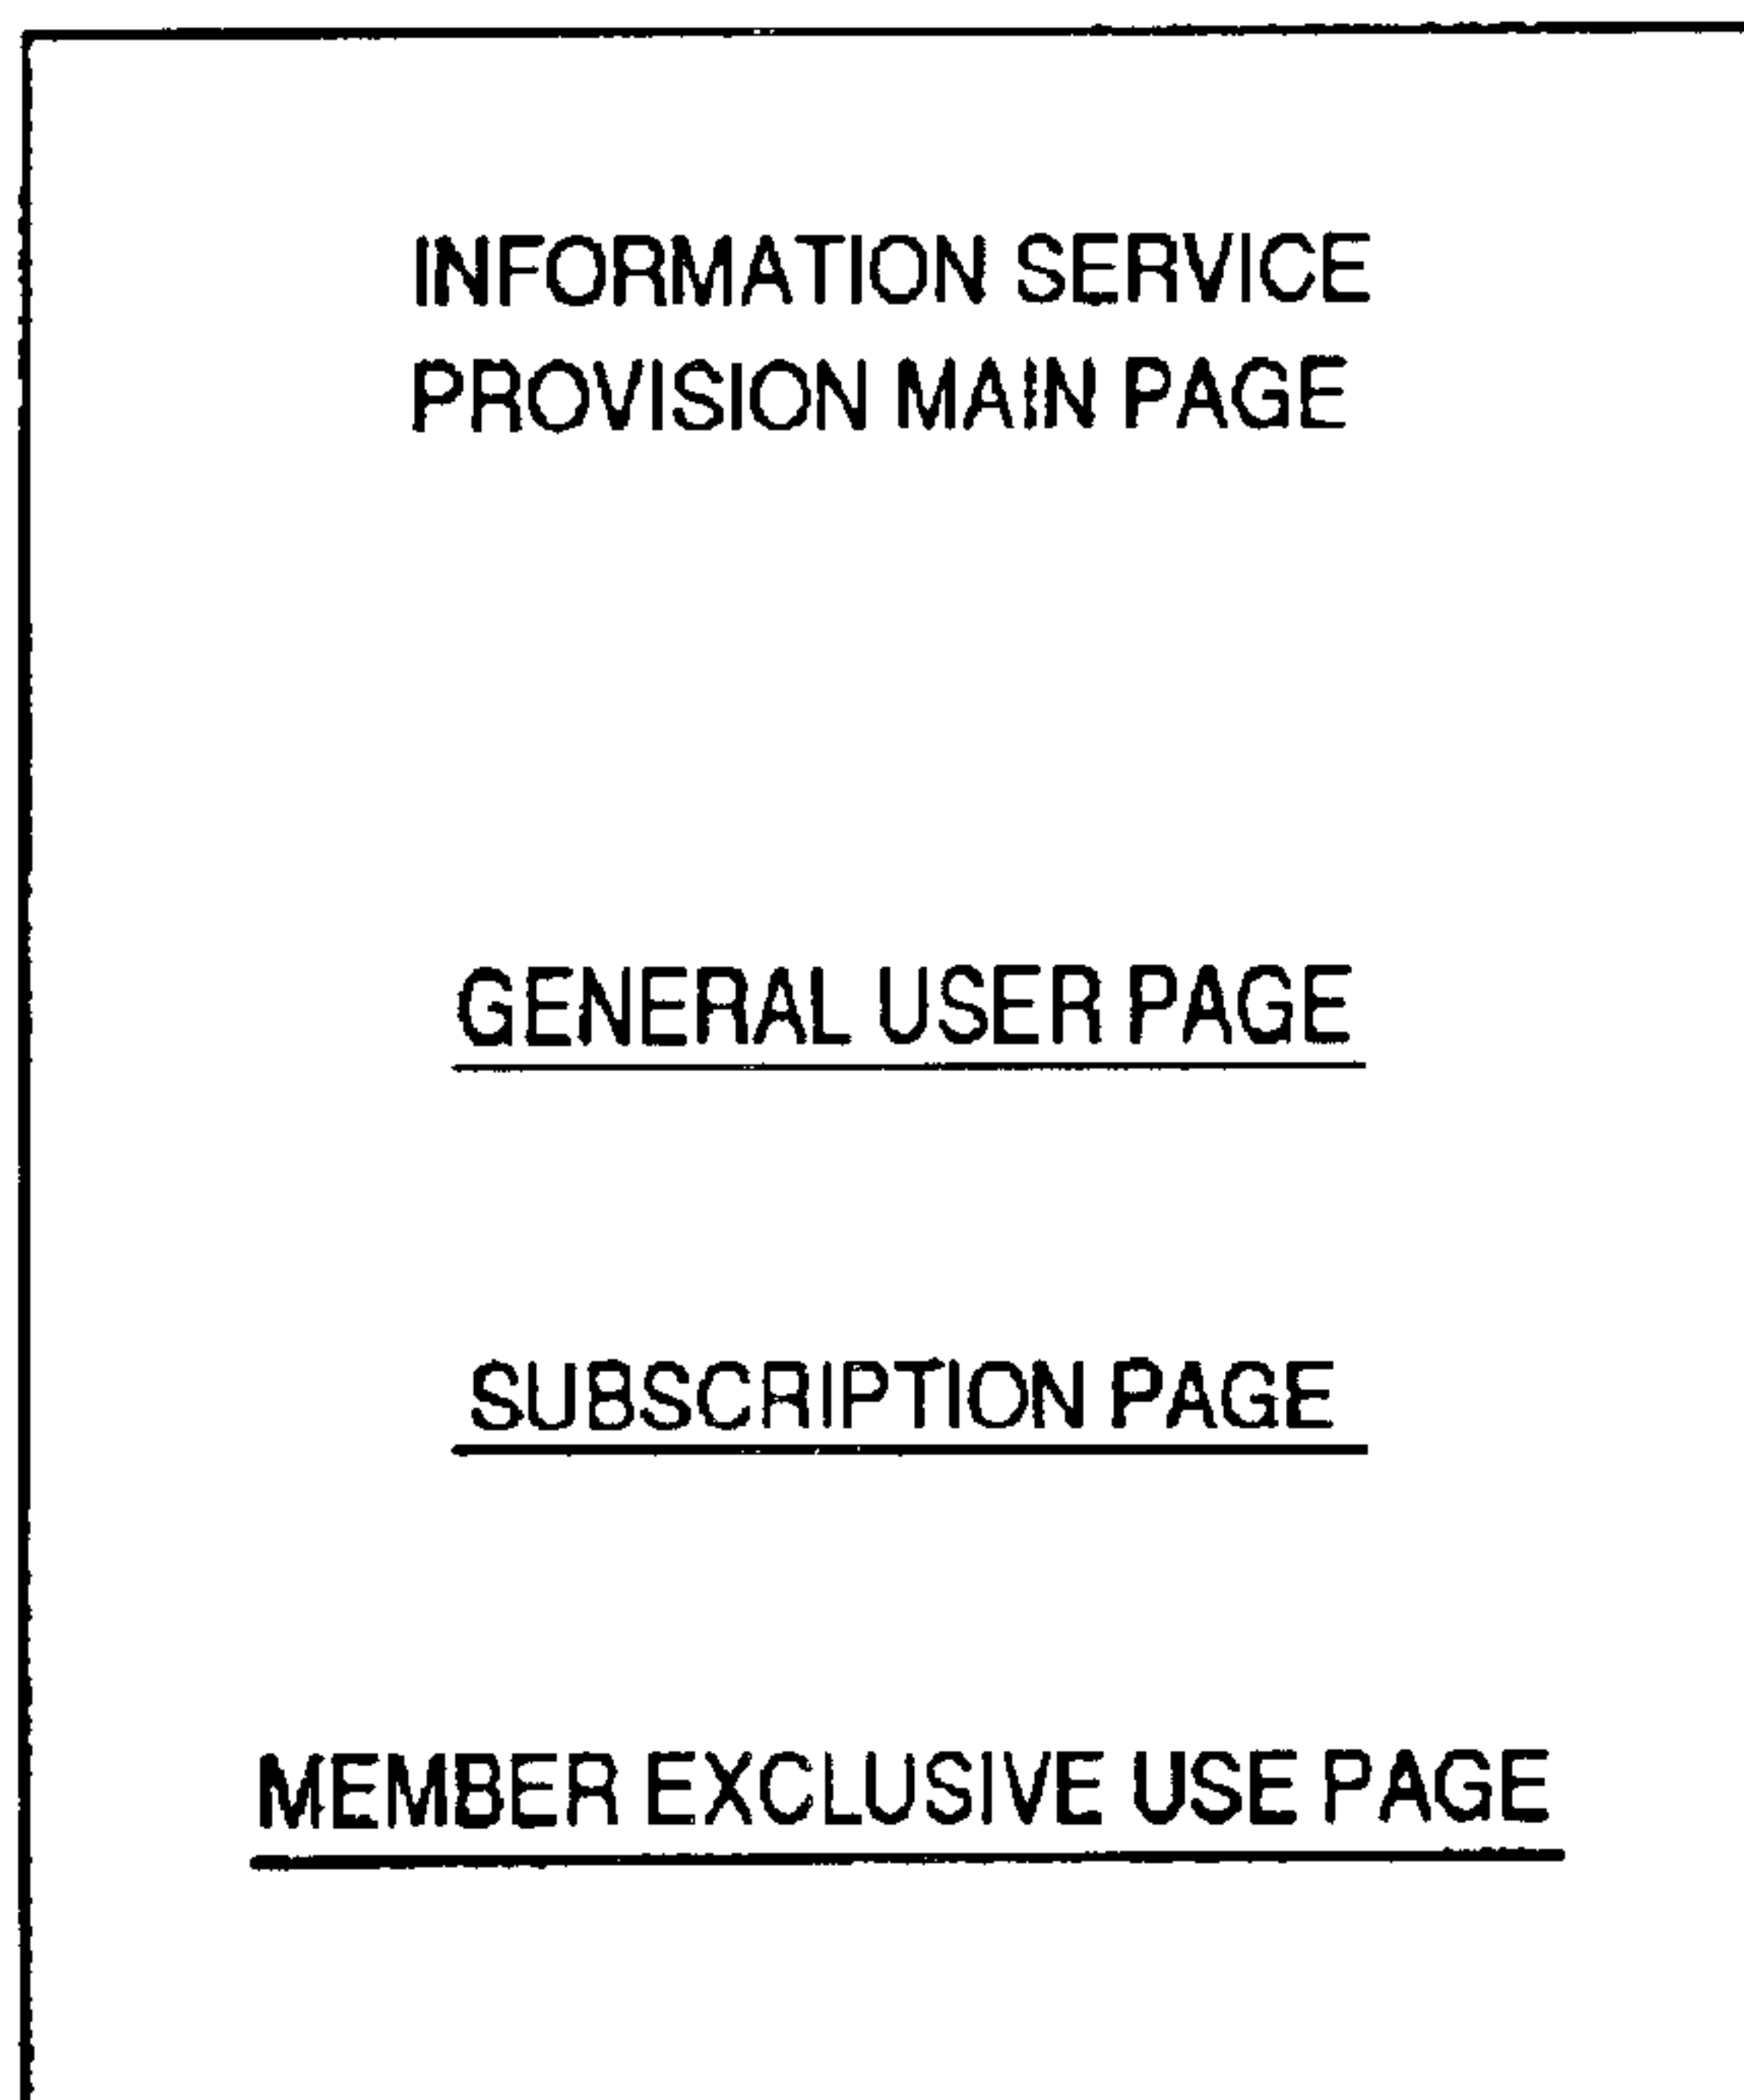 INFORMATION SERVICE
PROVISION MAIN PAGE
GENERAL USER PAGE
SUBSCRIPTION PAGE
MEMBER EXCLUSIVE USE PAGE